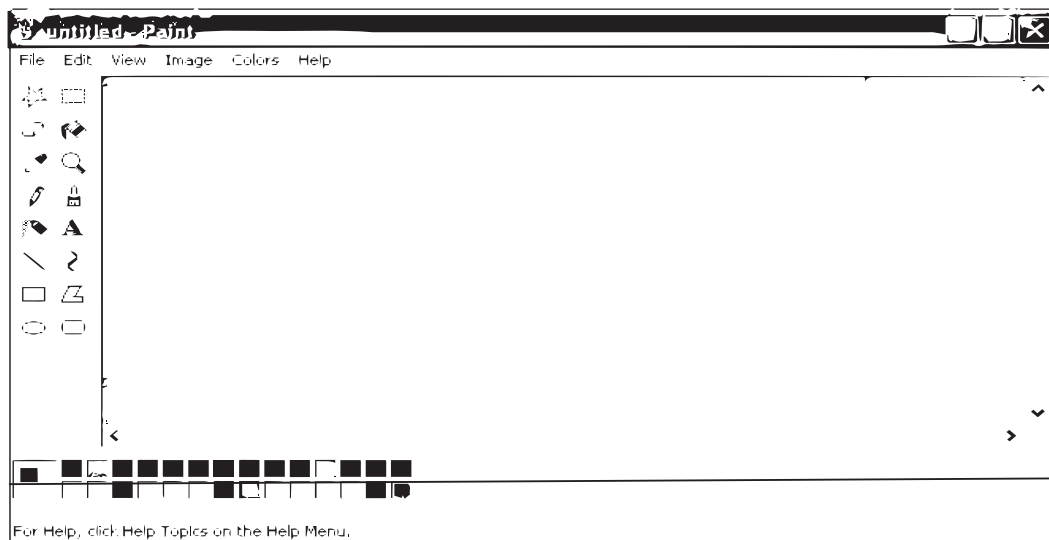 untitled - Paint
File Edit View Image Colors Help
A
For Help, click Help Topics on the Help Menu.